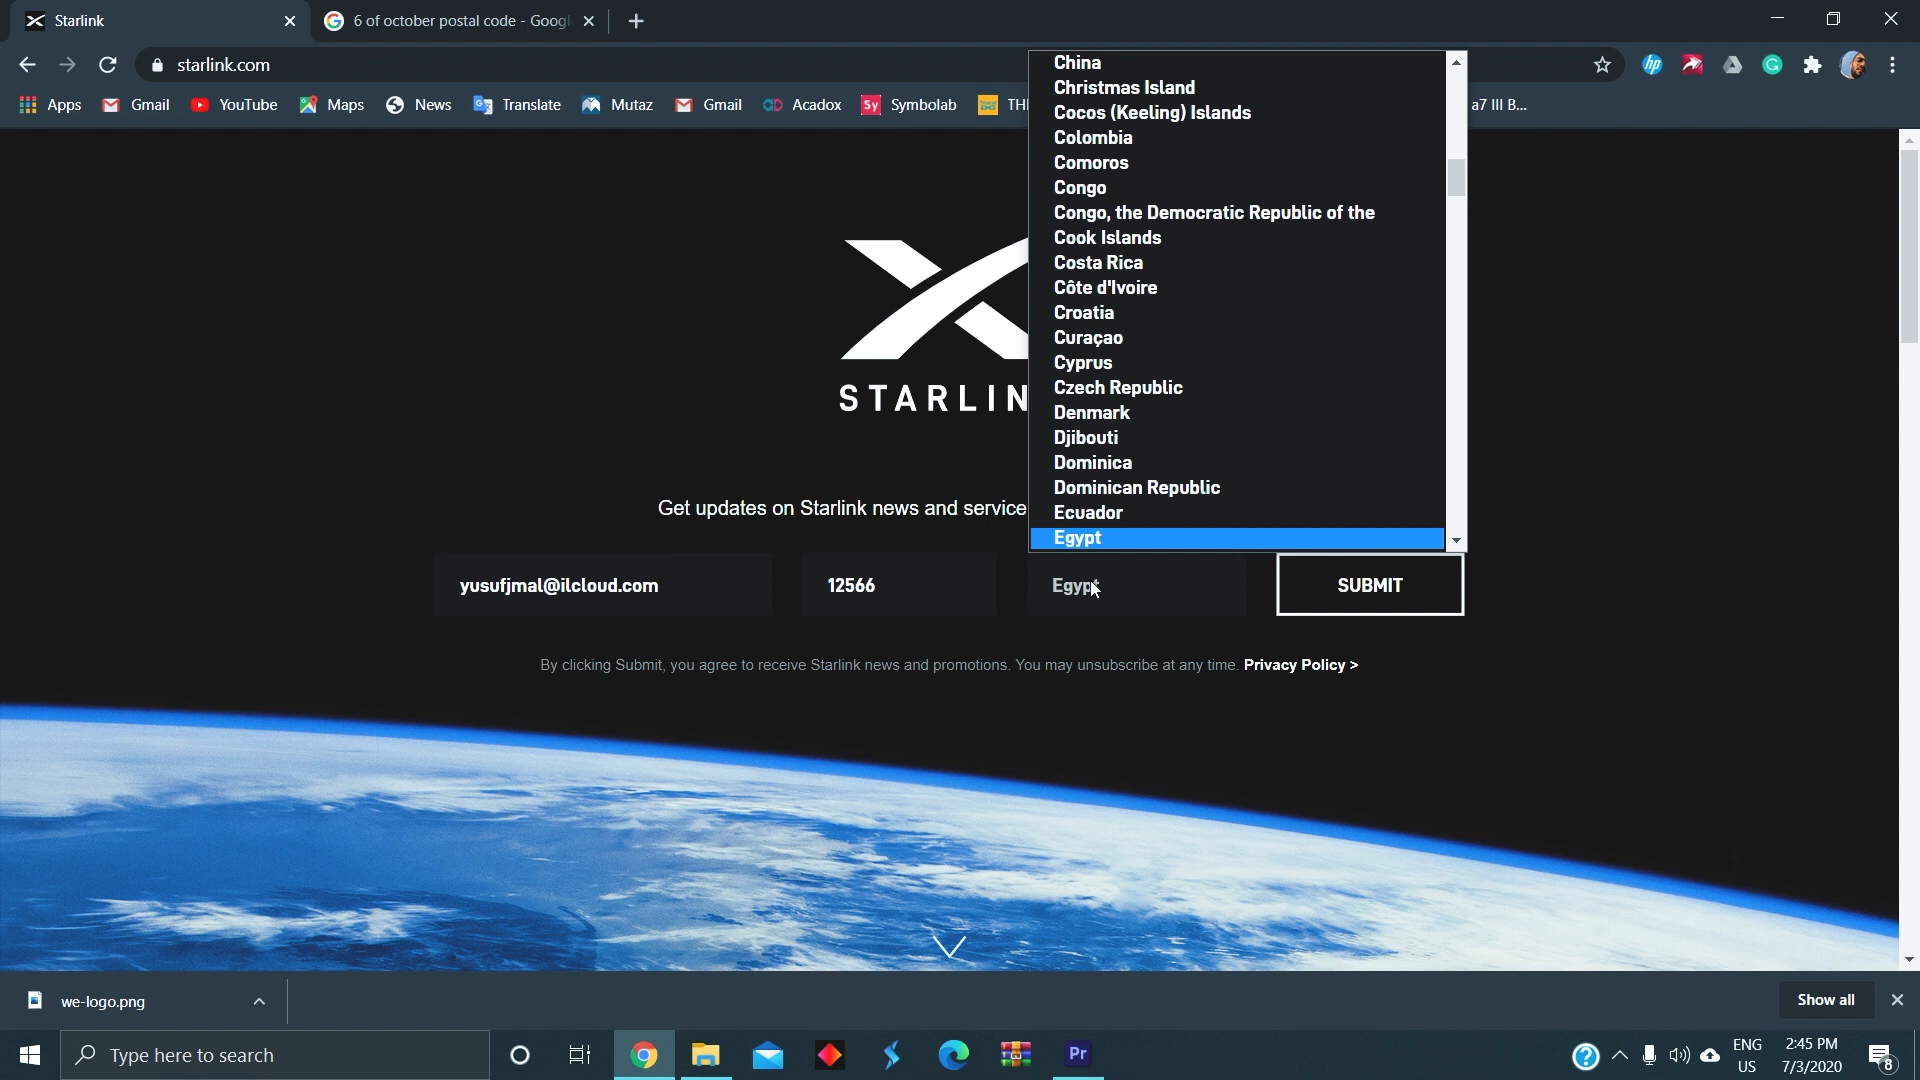 Starlink
6 of october postal code - Googl
starlink.com
Apps Gmail YouTube Maps News Translate Mutaz Gmail Acadox Symbolab a7 III B...
Sy
hp
China
Christmas Island
Cocos (Keeling) Islands
Colombia
Comoros
Congo
Congo, the Democratic Republic of the
Cook Islands
Costa Rica
Côte d'Ivoire
Croatia
Curaçao
Cyprus
Czech Republic
Denmark
Djibouti
Dominica
Dominican Republic
Ecuador
Egypt
STARLIN
Get updates on Starlink news and service
yusufjmal@ilcloud.com 12566 Egypt SUBMIT
By clicking Submit, you agree to receive Starlink news and promotions. You may unsubscribe at any time. Privacy Policy >
we-logo.png Show all
Type here to search
Pr
ENG
US
2:45 PM
7/3/2020
8